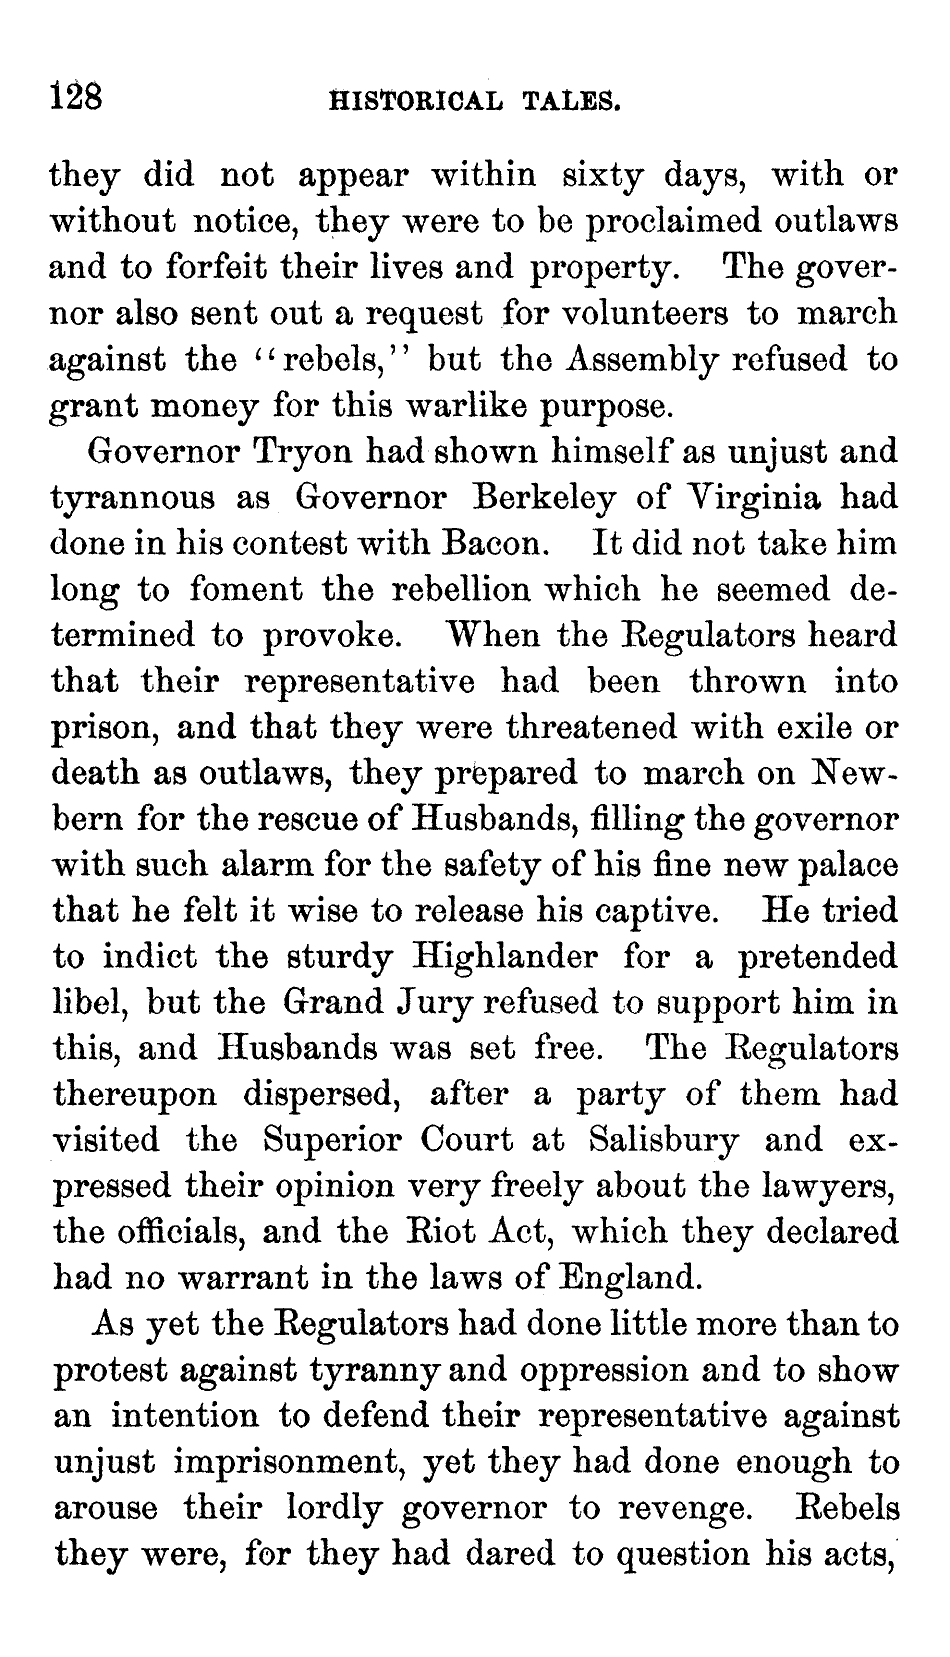 128 HISTORICAL TALES.
they did not appear within sixty days, with or
without notice, they were to be proclaimed outlaws
and to forfeit their lives and property. The gover-
nor also sent out a request for volunteers to march
against the "rebels," but the Assembly refused to
grant money for this warlike purpose.
Governor Tryon had shown himself as unjust and
tyrannous as Governor Berkeley of Virginia had
done in his contest with Bacon. It did not take him
long to foment the rebellion which he seemed de-
termined to provoke. When the Regulators heard
that their representative had been thrown into
prison, and that they were threatened with exile or
death as outlaws, they prepared to march on New-
bern for the rescue of Husbands, filling the governor
with such alarm for the safety of his fine new palace
that he felt it wise to release his captive. He tried
to indict the sturdy Highlander for a pretended
libel, but the Grand Jury refused to support him in
this, and Husbands was set free. The Regulators
thereupon dispersed, after a party of them had
visited the Superior Court at Salisbury and ex-
pressed their opinion very freely about the lawyers,
the officials, and the Riot Act, which they declared
had no warrant in the laws of England.
As yet the Regulators had done little more than to
protest against tyranny and oppression and to show
an intention to defend their representative against
unjust imprisonment, yet they had done enough to
arouse their lordly governor to revenge. Rebels
they were, for they had dared to question his acts,